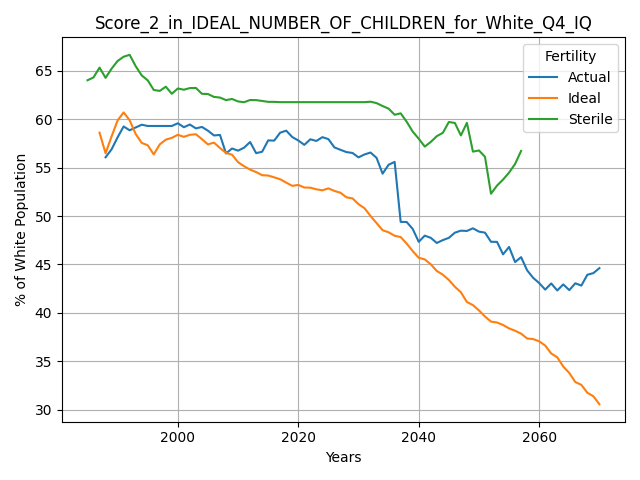 Score_2_in_IDEAL_NUMBER_OF_CHILDREN_for_White_Q4_IQ
Fertility
Actual
Ideal
Sterile
% of White Population
65
60
55
50
45
40
35
30
2000
2020
2040
2060
Years